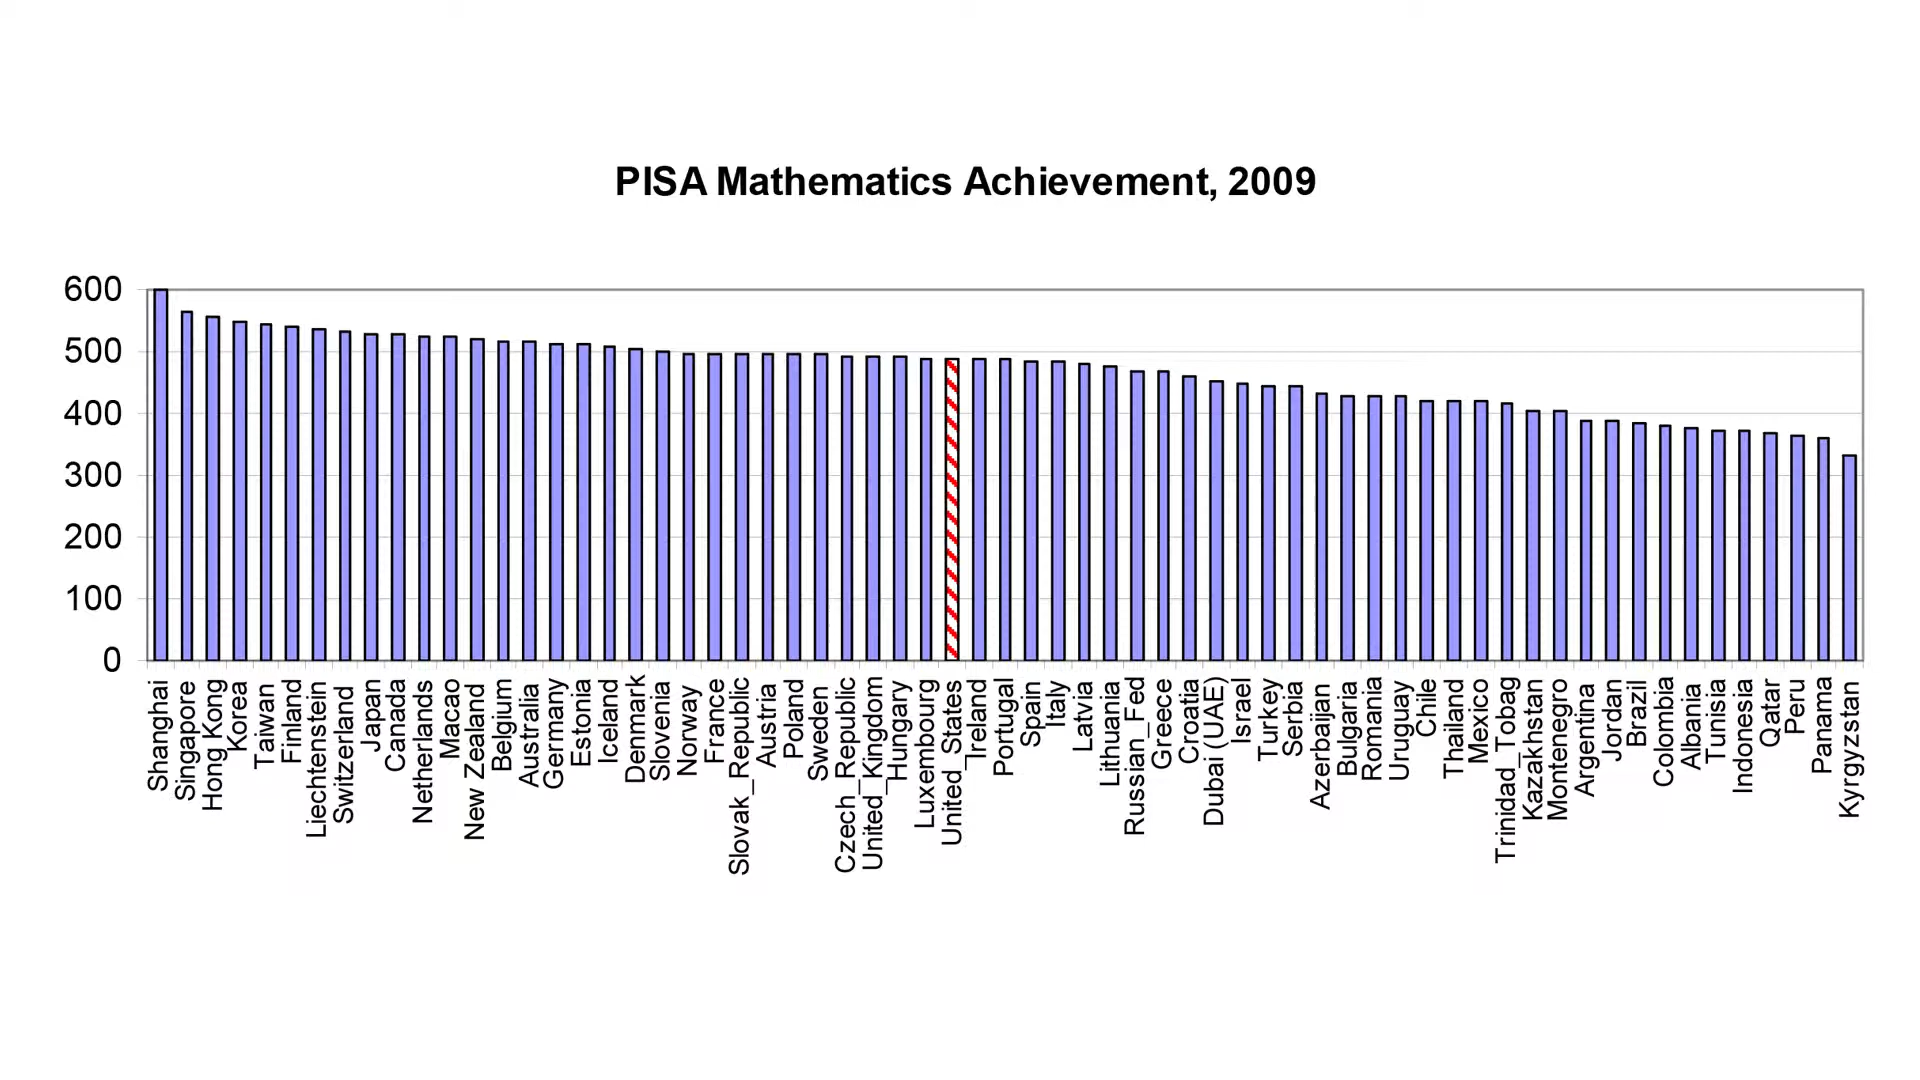 PISA Mathematics Achievement, 2009
600
500
400
300
200
100
0
Shanghai
Singapore
Hong Kong
Korea
Taiwan
Finland
Liechtenstein
Switzerland
Japan
Canada
Netherlands
Macao
New Zealand
Belgium
Australia
Germany
Estonia
Iceland
Denmark
Slovenia
Norway
France
Slovak_Republic
Austria
Poland
Sweden
Czech_Republic
United_Kingdom
Hungary
Luxembourg
United_States
Ireland
Portugal
Spain
Italy
Latvia
Lithuania
Russian_Fed
Greece
Croatia
Dubai (UAE)
Israel
Turkey
Serbia
Azerbaijan
Bulgaria
Romania
Uruguay
Chile
Thailand
Mexico
Trinidad_Tobag
Kazakhstan
Montenegro
Argentina
Jordan
Brazil
Colombia
Albania
Tunisia
Indonesia
Qatar
Peru
Panama
Kyrgyzstan